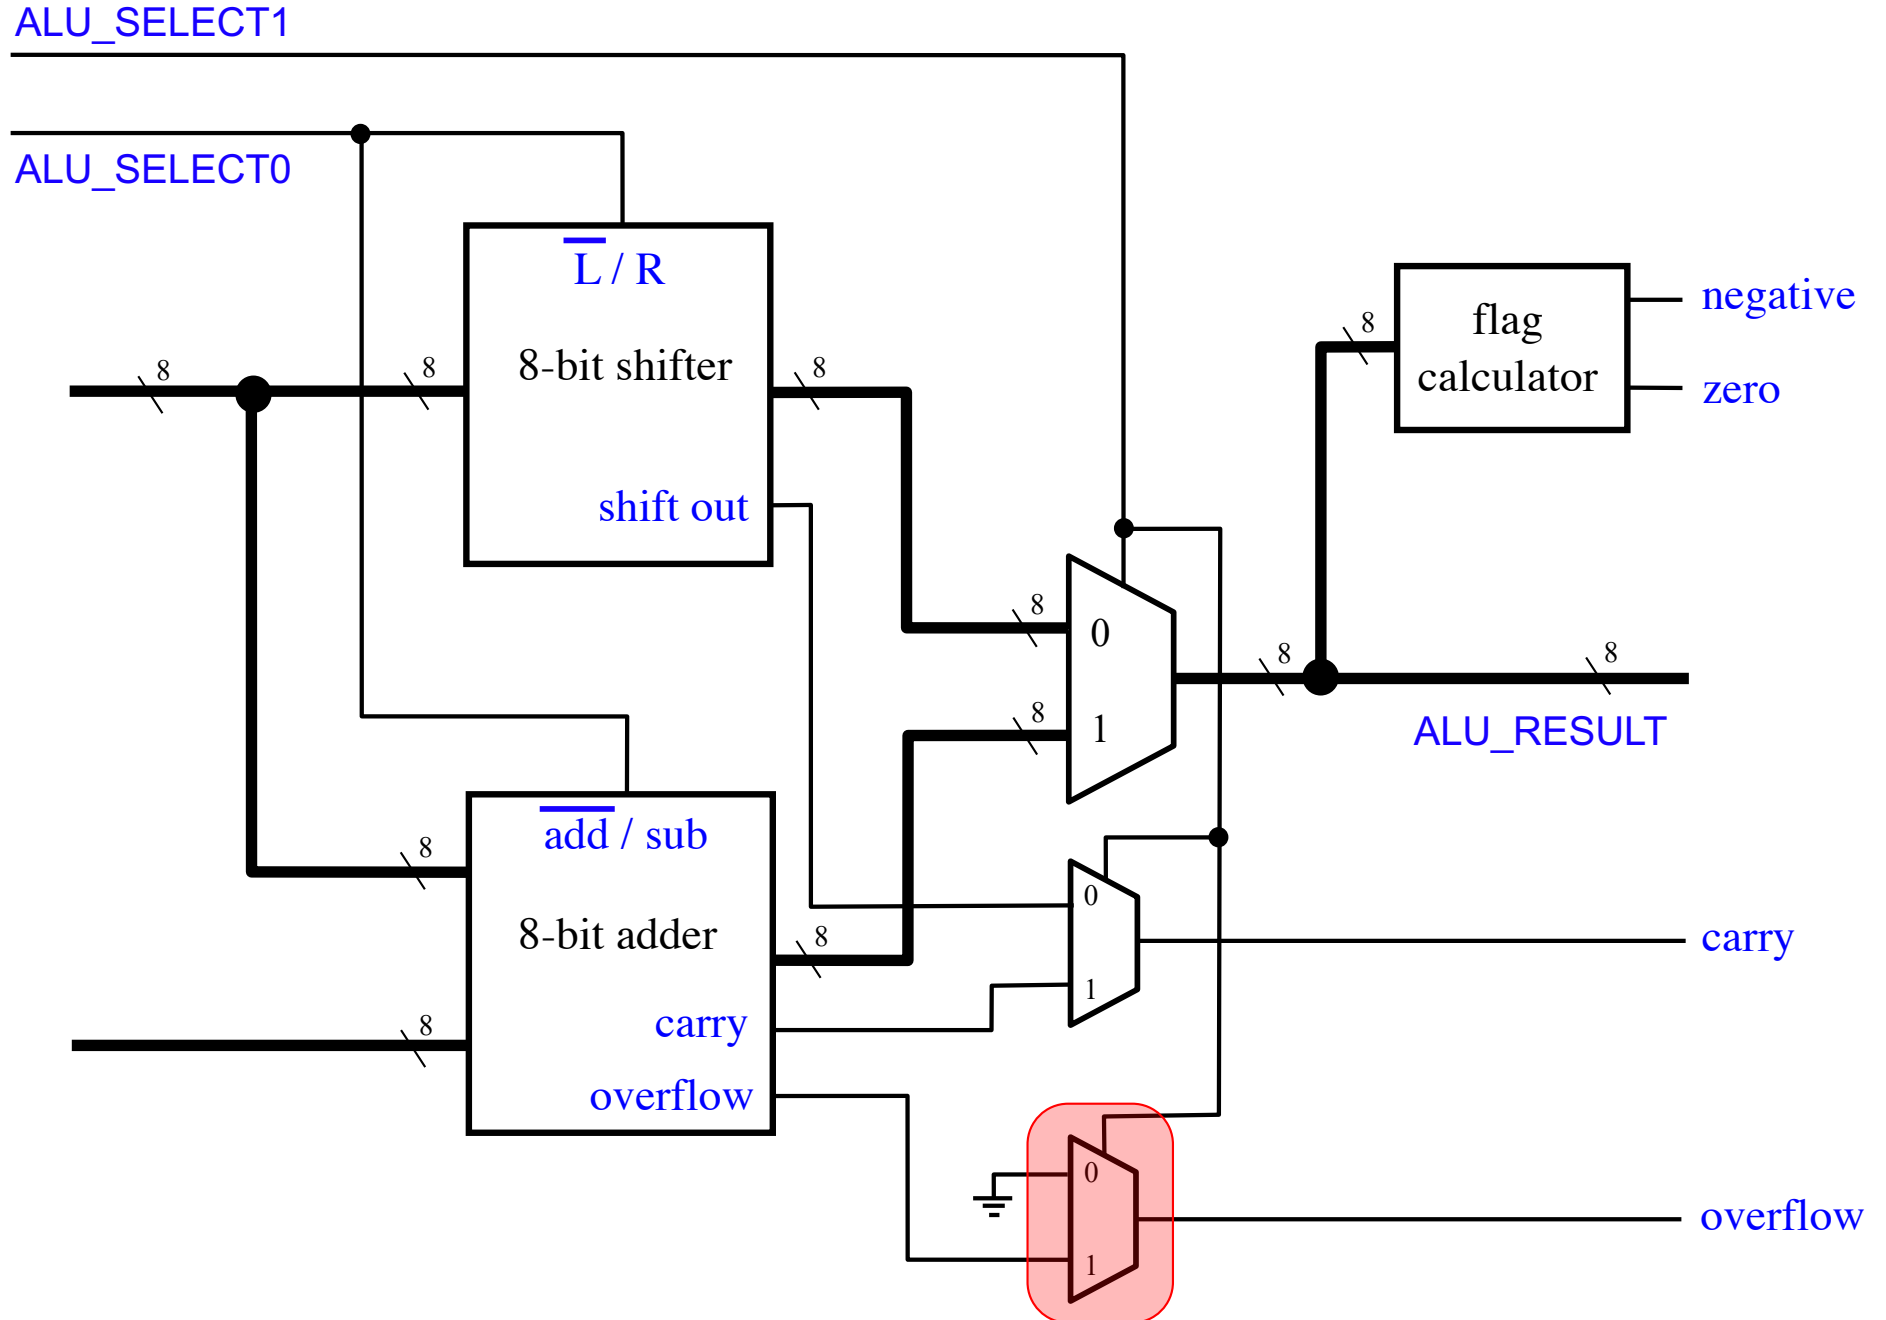 ALU_SELECT1
ALU_SELECT0
L / R
8-bit shifter
shift out
8
8
8
8
8
add / sub
8-bit adder
carry
overflow
8
8
8
0
1
0
1
0
1
8
8
8
flag
calculator
negative
zero
ALU_RESULT
carry
overflow